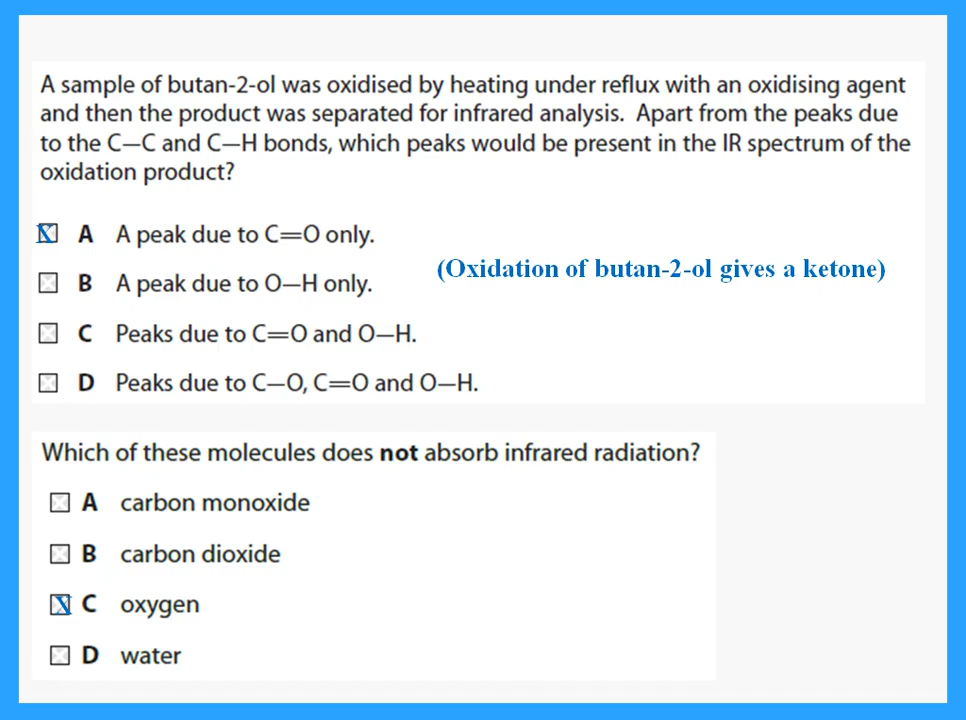 A sample of butan-2-ol was oxidised by heating under reflux with an oxidising agent
and then the product was separated for infrared analysis. Apart from the peaks due
to the C—C and C—H bonds, which peaks would be present in the IR spectrum of the
oxidation product?
X A A peak due to C=O only.
(Oxidation of butan-2-ol gives a ketone)
B A peak due to O—H only.
C Peaks due to C=O and O—H.
D Peaks due to C—O, C=O and O—H.
Which of these molecules does not absorb infrared radiation?
A carbon monoxide
B carbon dioxide
X C oxygen
D water